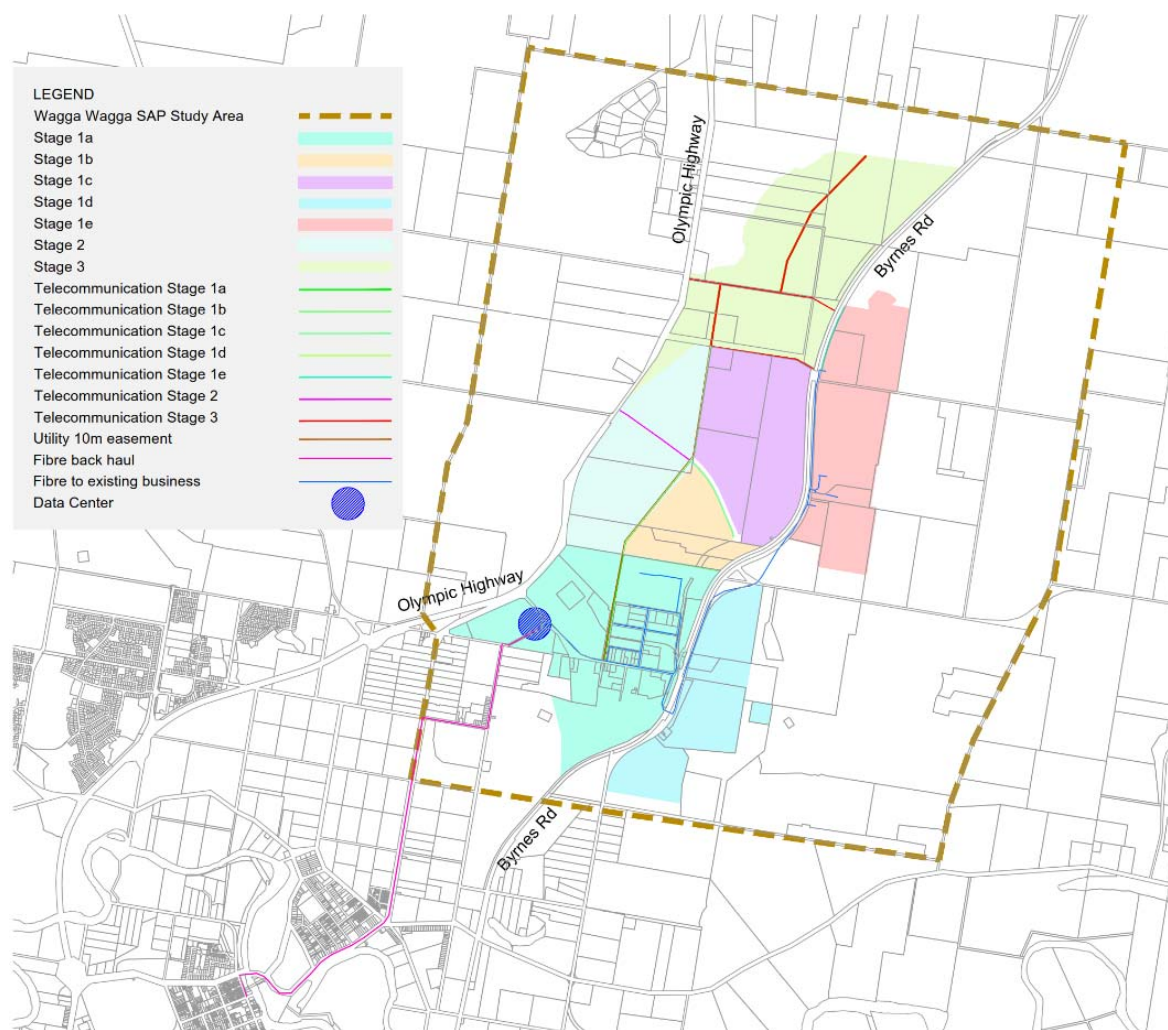 LEGEND
Wagga Wagga SAP Study Area
Stage 1a
Stage 1b
Stage 1c
Stage 1d
Stage 1e
Stage 2
Stage 3
Telecommunication Stage 1a
Telecommunication Stage 1b
Telecommunication Stage 1c
Telecommunication Stage 1d
Telecommunication Stage 1e
Telecommunication Stage 2
Telecommunication Stage 3
Utility 10m easement
Fibre back haul
Fibre to existing business
Data Center
Olympic Highway
Byrnes Rd
Olympic Highway
Byrnes Rd